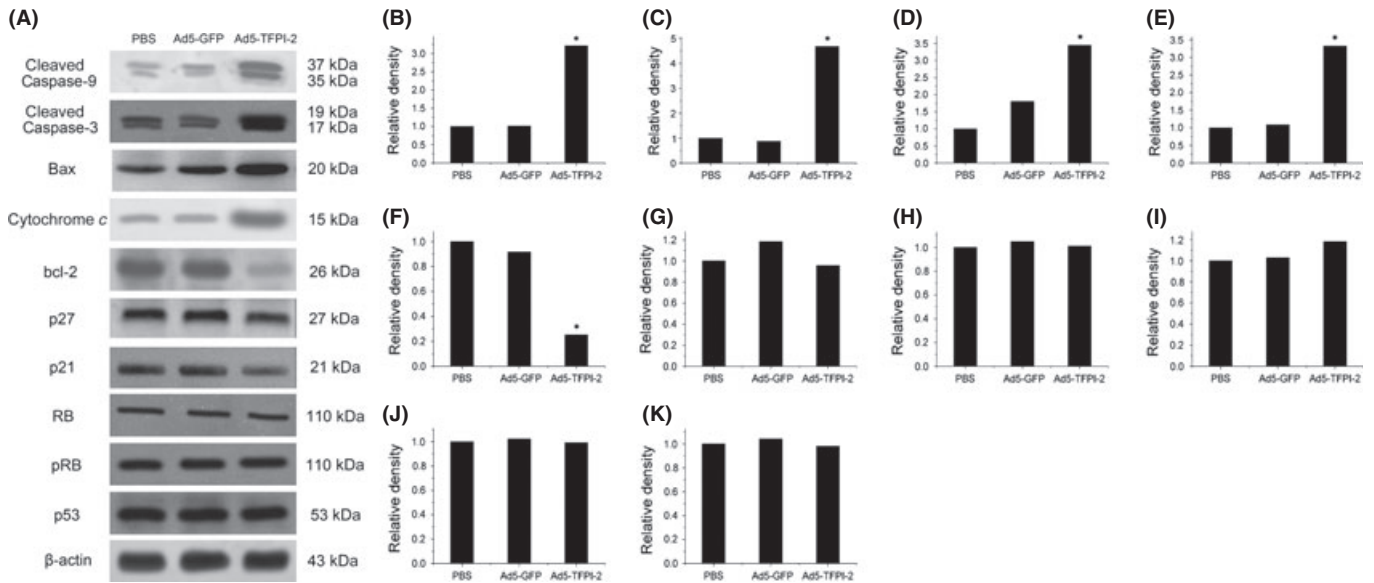 (A)
PBS Ad5-GFP Ad5-TFPI-2
Cleaved
Caspase-9
37 kDa
35 kDa
Cleaved
Caspase-3
19 kDa
17 kDa
Bax 20 kDa
Cytochrome c 15 kDa
bcl-2 26 kDa
p27 27 kDa
p21 21 kDa
RB 110 kDa
pRB 110 kDa
p53 53 kDa
β-actin 43 kDa
(B)
Relative density
3.0
2.5
2.0
1.5
1.0
0.5
0.0
*
PBS Ad5-GFP Ad5-TFPI-2
(C)
Relative density
5
4
2
0
*
PBS Ad5-GFP Ad5-TFPI-2
(D)
Relative density
3.5
3.0
2.5
2.0
1.5
1.0
0.5
0.0
*
PBS Ad5-GFP Ad5-TFPI-2
(E)
Relative density
3.5
3.0
2.5
2.0
1.5
1.0
0.5
0.0
*
PBS Ad5-GFP Ad5-TFPI-2
(F)
Relative density
1.0
0.8
0.6
0.4
0.2
0.0
*
PBS Ad5-GFP Ad5-TFPI-2
(G)
Relative density
1.2
1.0
0.8
0.6
0.4
0.2
0.0
PBS Ad5-GFP Ad5-TFPI-2
(H)
Relative density
1.0
0.8
0.6
0.4
0.2
0.0
PBS Ad5-GFP Ad5-TFPI-2
(I)
Relative density
1.2
1.0
0.8
0.6
0.4
0.2
0.0
PBS Ad5-GFP Ad5-TFPI-2
(J)
Relative density
1.0
0.8
0.6
0.4
0.2
0.0
PBS Ad5-GFP Ad5-TFPI-2
(K)
Relative density
1.0
0.8
0.6
0.4
0.2
0.0
PBS Ad5-GFP Ad5-TFPI-2